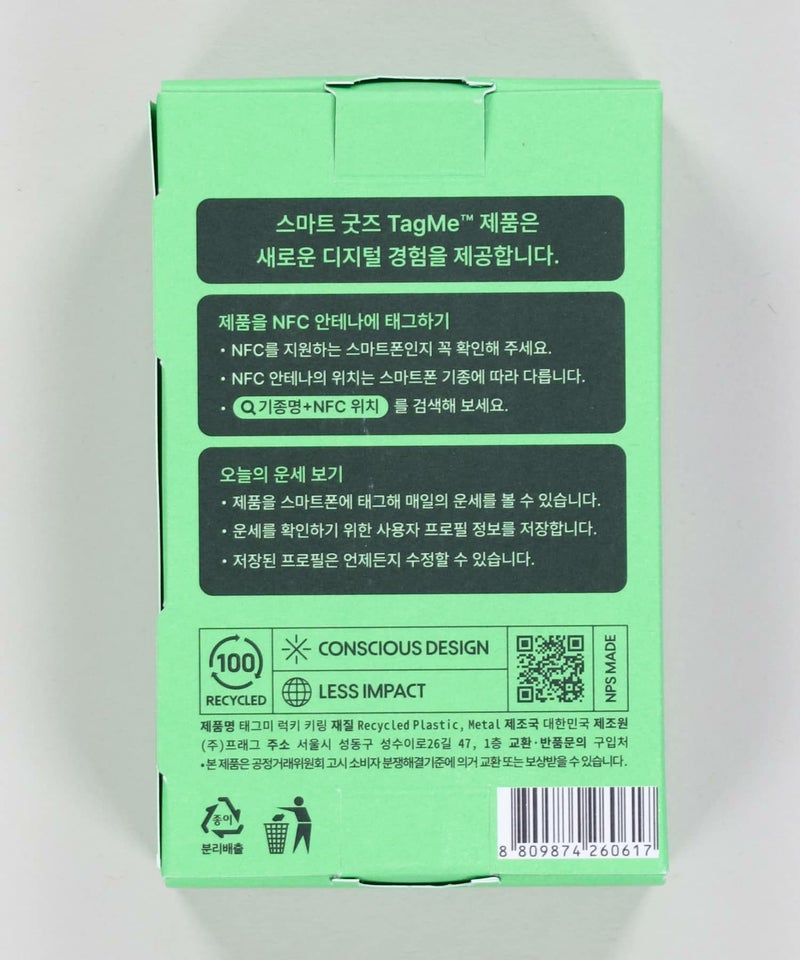 스마트 굿즈 TagMe™ 제품은
새로운 디지털 경험을 제공합니다.
제품을 NFC 안테나에 태그하기
• NFC를 지원하는 스마트폰인지 꼭 확인해 주세요.
• NFC 안테나의 위치는 스마트폰 기종에 따라 다릅니다.
• 기종명+NFC 위치 를 검색해 보세요.
오늘의 운세 보기
• 제품을 스마트폰에 태그해 매일의 운세를 볼 수 있습니다.
• 운세를 확인하기 위한 사용자 프로필 정보를 저장합니다.
• 저장된 프로필은 언제든지 수정할 수 있습니다.
100
RECYCLED
CONSCIOUS DESIGN
LESS IMPACT
NPS MADE
제품명 태그미 럭키 키링 재질 Recycled Plastic, Metal 제조국 대한민국 제조원
(주)프래그 주소 서울시 성동구 성수이로26길 47, 1층 교환·반품문의 구입처
• 본 제품은 공정거래위원회 고시 소비자 분쟁해결기준에 의거 교환 또는 보상받을 수 있습니다.
종이
분리배출
8 809874 260617